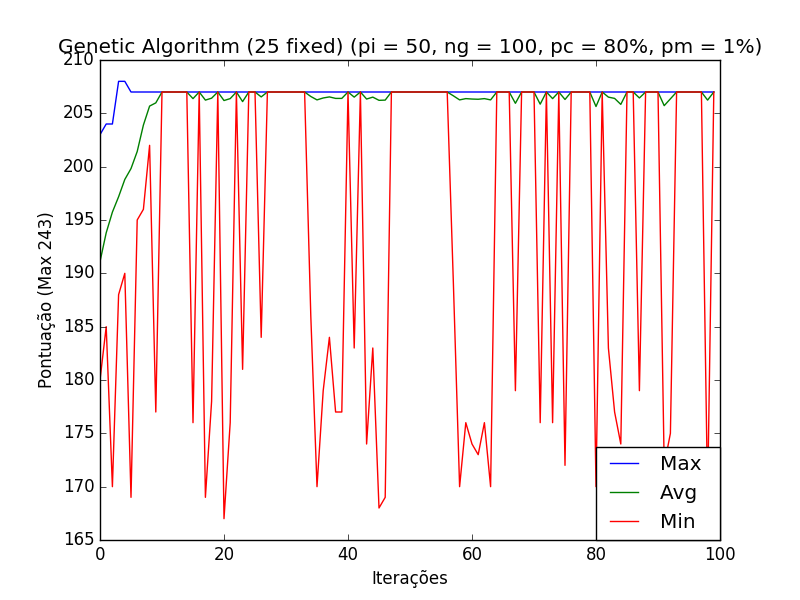 Genetic Algorithm (25 fixed) (pi = 50, ng = 100, pc = 80%, pm = 1%)
210
205
200
195
190
185
180
175
170
165
Pontuação (Max 243)
Max
Avg
Min
0 20 40 60 80 100
Iterações